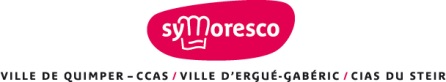 symoresco
VILLE DE QUIMPER – CCAS / VILLE D'ERGUÉ-GABÉRIC / CIAS DU STEIR